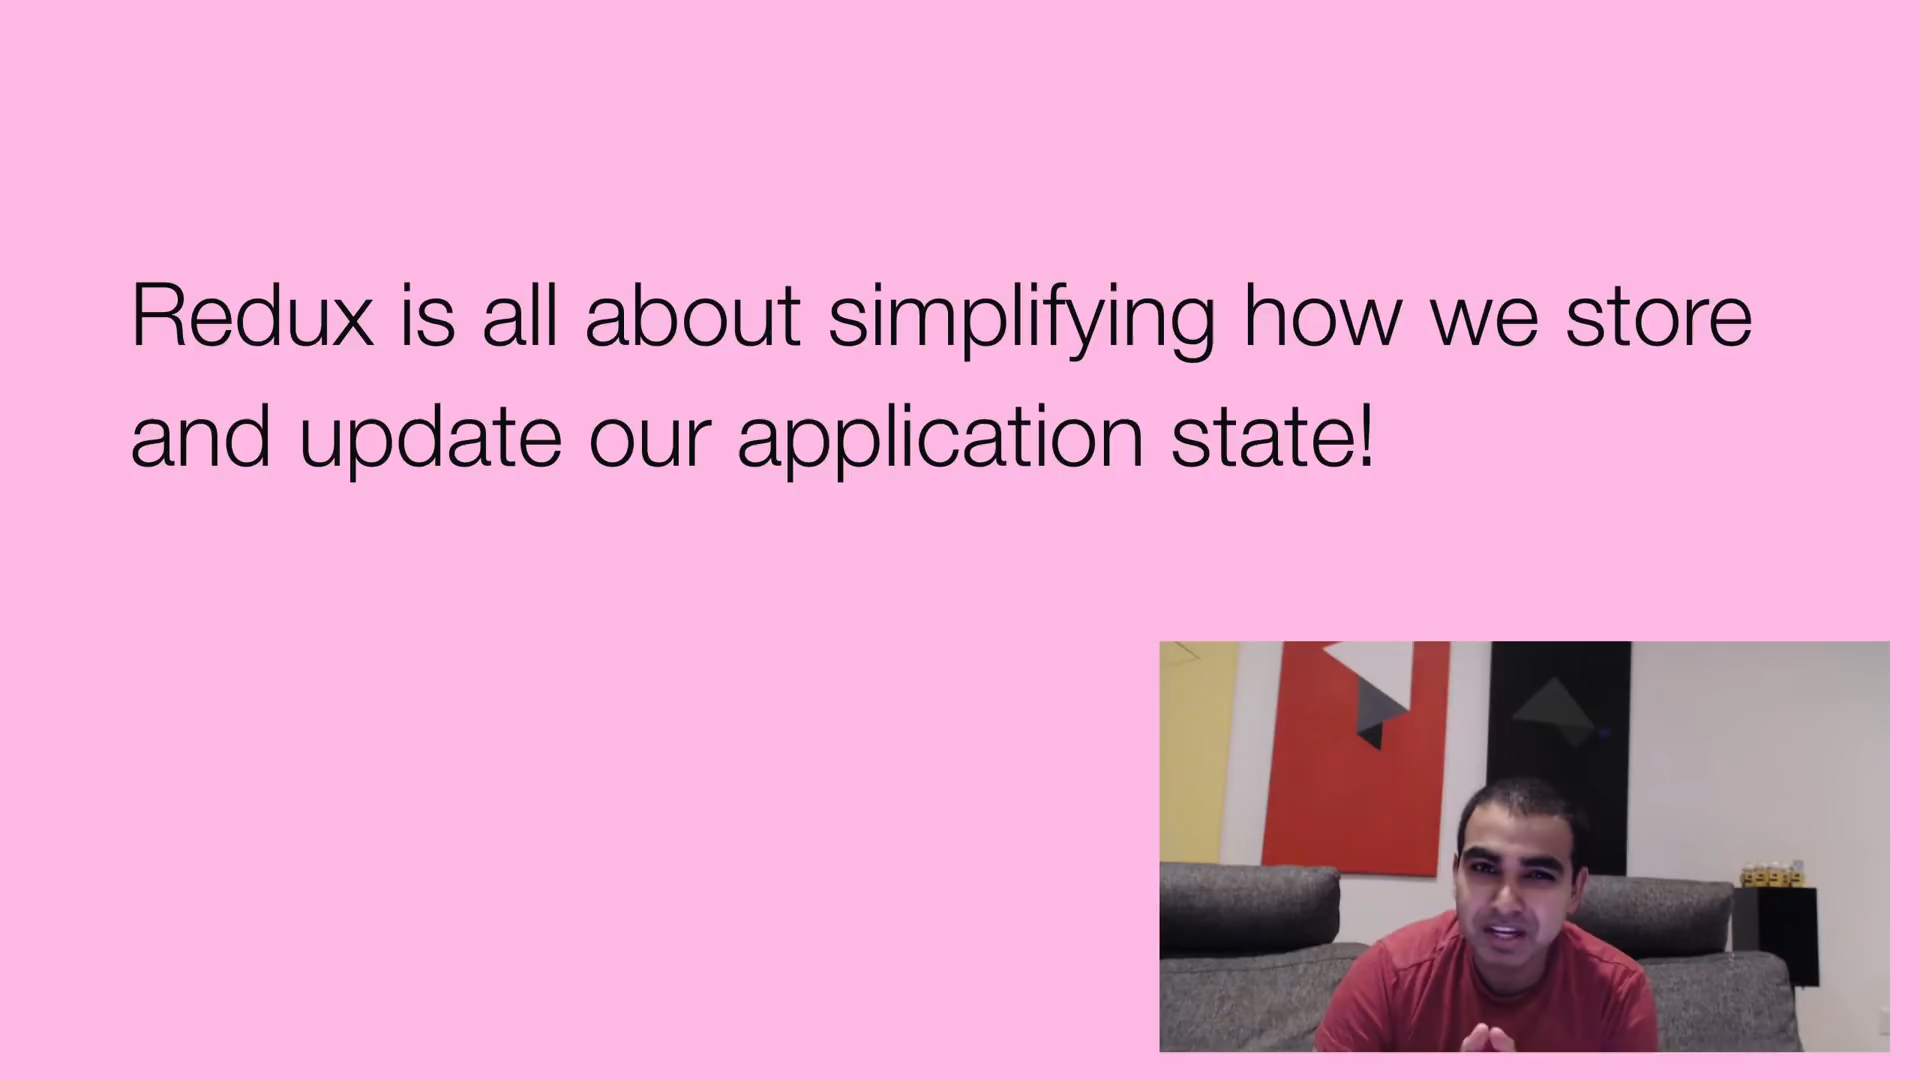 Redux is all about simplifying how we store
and update our application state!